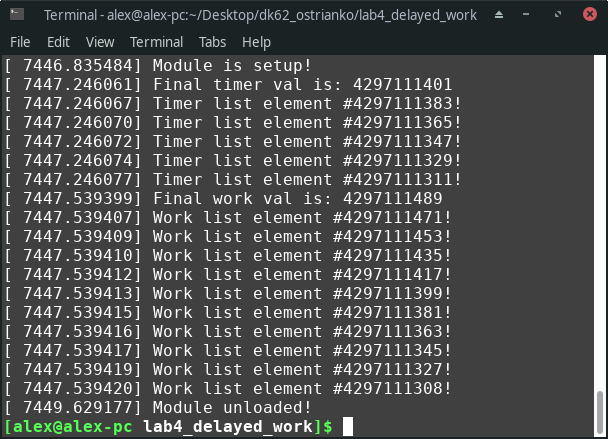 Terminal - alex@alex-pc:~/Desktop/dk62_ostrianko/lab4_delayed_work
File Edit View Terminal Tabs Help
[ 7446.835484] Module is setup!
[ 7447.246061] Final timer val is: 4297111401
[ 7447.246067] Timer list element #4297111383!
[ 7447.246070] Timer list element #4297111365!
[ 7447.246072] Timer list element #4297111347!
[ 7447.246074] Timer list element #4297111329!
[ 7447.246077] Timer list element #4297111311!
[ 7447.539399] Final work val is: 4297111489
[ 7447.539407] Work list element #4297111471!
[ 7447.539409] Work list element #4297111453!
[ 7447.539410] Work list element #4297111435!
[ 7447.539412] Work list element #4297111417!
[ 7447.539413] Work list element #4297111399!
[ 7447.539415] Work list element #4297111381!
[ 7447.539416] Work list element #4297111363!
[ 7447.539417] Work list element #4297111345!
[ 7447.539419] Work list element #4297111327!
[ 7447.539420] Work list element #4297111308!
[ 7449.629177] Module unloaded!
[alex@alex-pc lab4_delayed_work]$